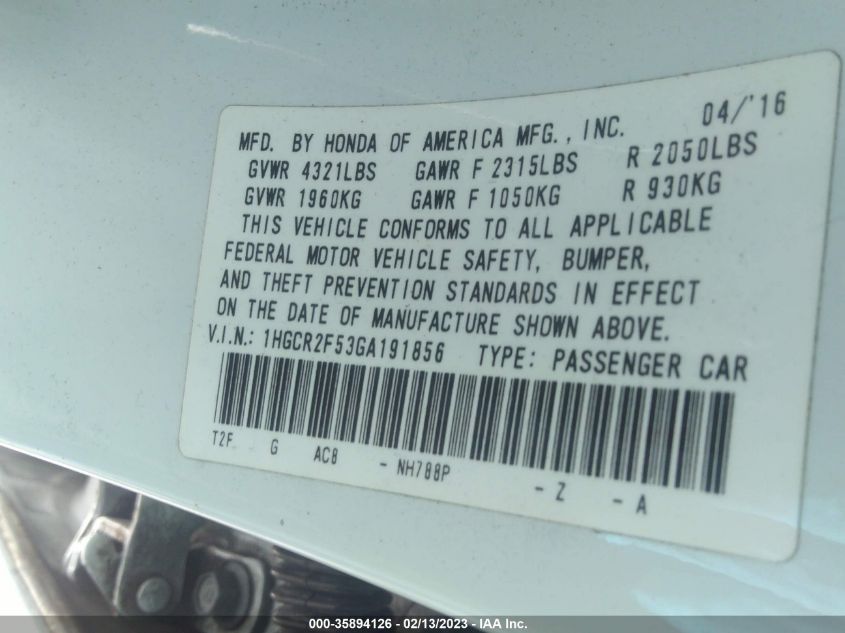 04/'16
MFD. BY HONDA OF AMERICA MFG., INC.
GVWR 4321LBS GAWR F 2315LBS R 2050LBS
GVWR 1960KG GAWR F 1050KG R 930KG
THIS VEHICLE CONFORMS TO ALL APPLICABLE
FEDERAL MOTOR VEHICLE SAFETY, BUMPER,
AND THEFT PREVENTION STANDARDS IN EFFECT
ON THE DATE OF MANUFACTURE SHOWN ABOVE.
V.I.N.: 1HGCR2F53GA191856 TYPE: PASSENGER CAR
T2F G AC8 - NH788P - Z - A
000-35894126 - 02/13/2023 - IAA Inc.